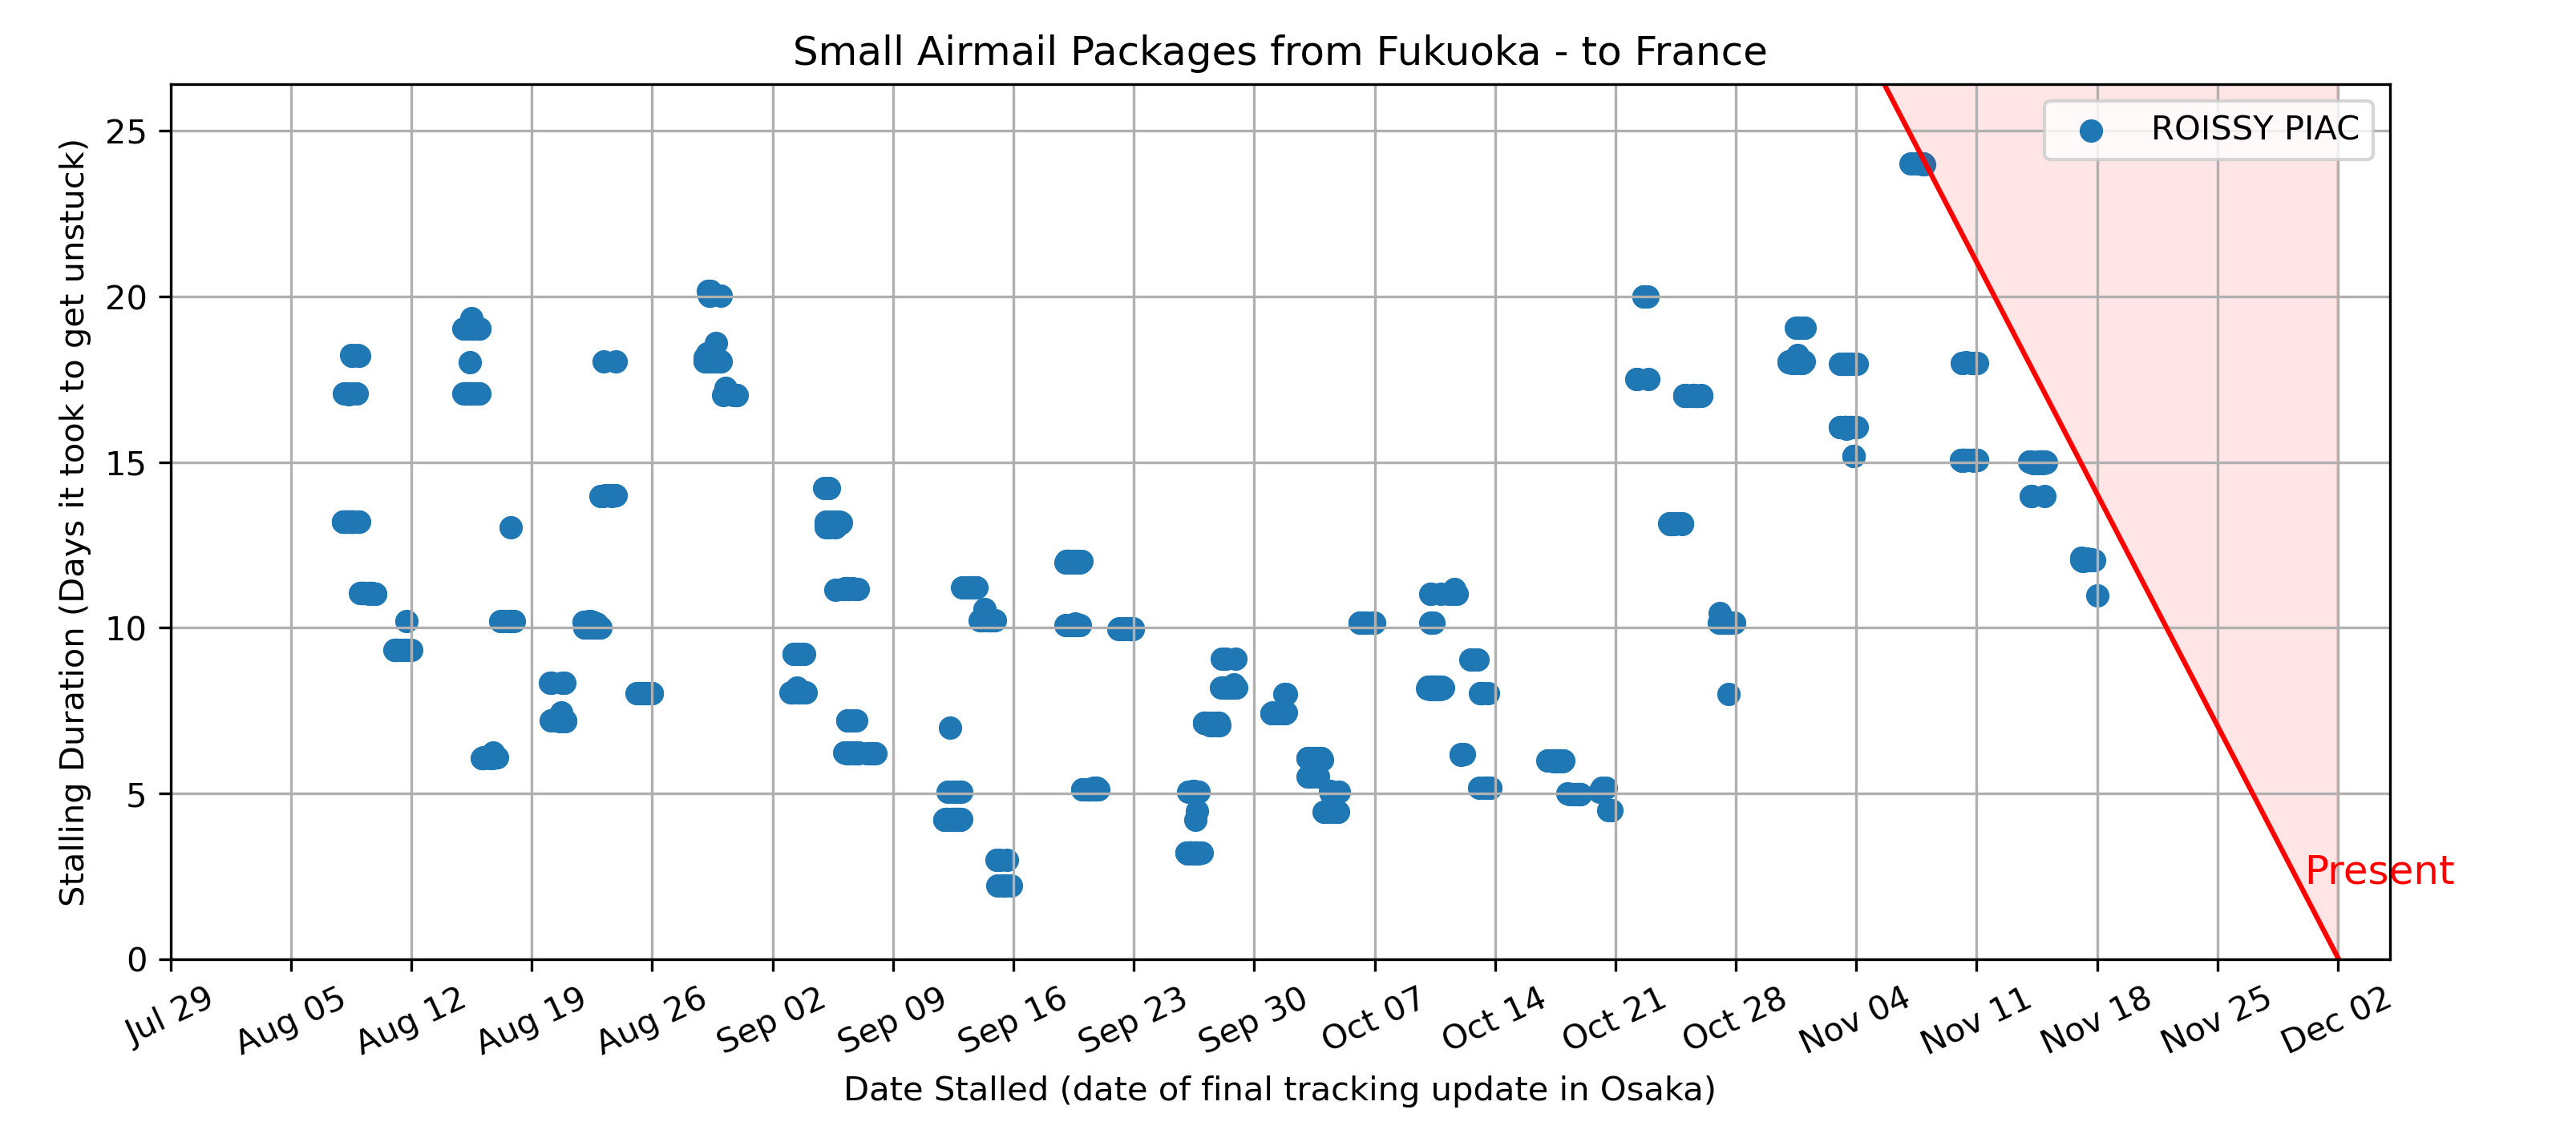 Small Airmail Packages from Fukuoka - to France
Stalling Duration (Days it took to get unstuck)
25
20
15
10
5
0
ROISSY PIAC
Present
Jul 29
Aug 05
Aug 12
Aug 19
Aug 26
Sep 02
Sep 09
Sep 16
Sep 23
Sep 30
Oct 07
Oct 14
Oct 21
Oct 28
Nov 04
Nov 11
Nov 18
Nov 25
Dec 02
Date Stalled (date of final tracking update in Osaka)